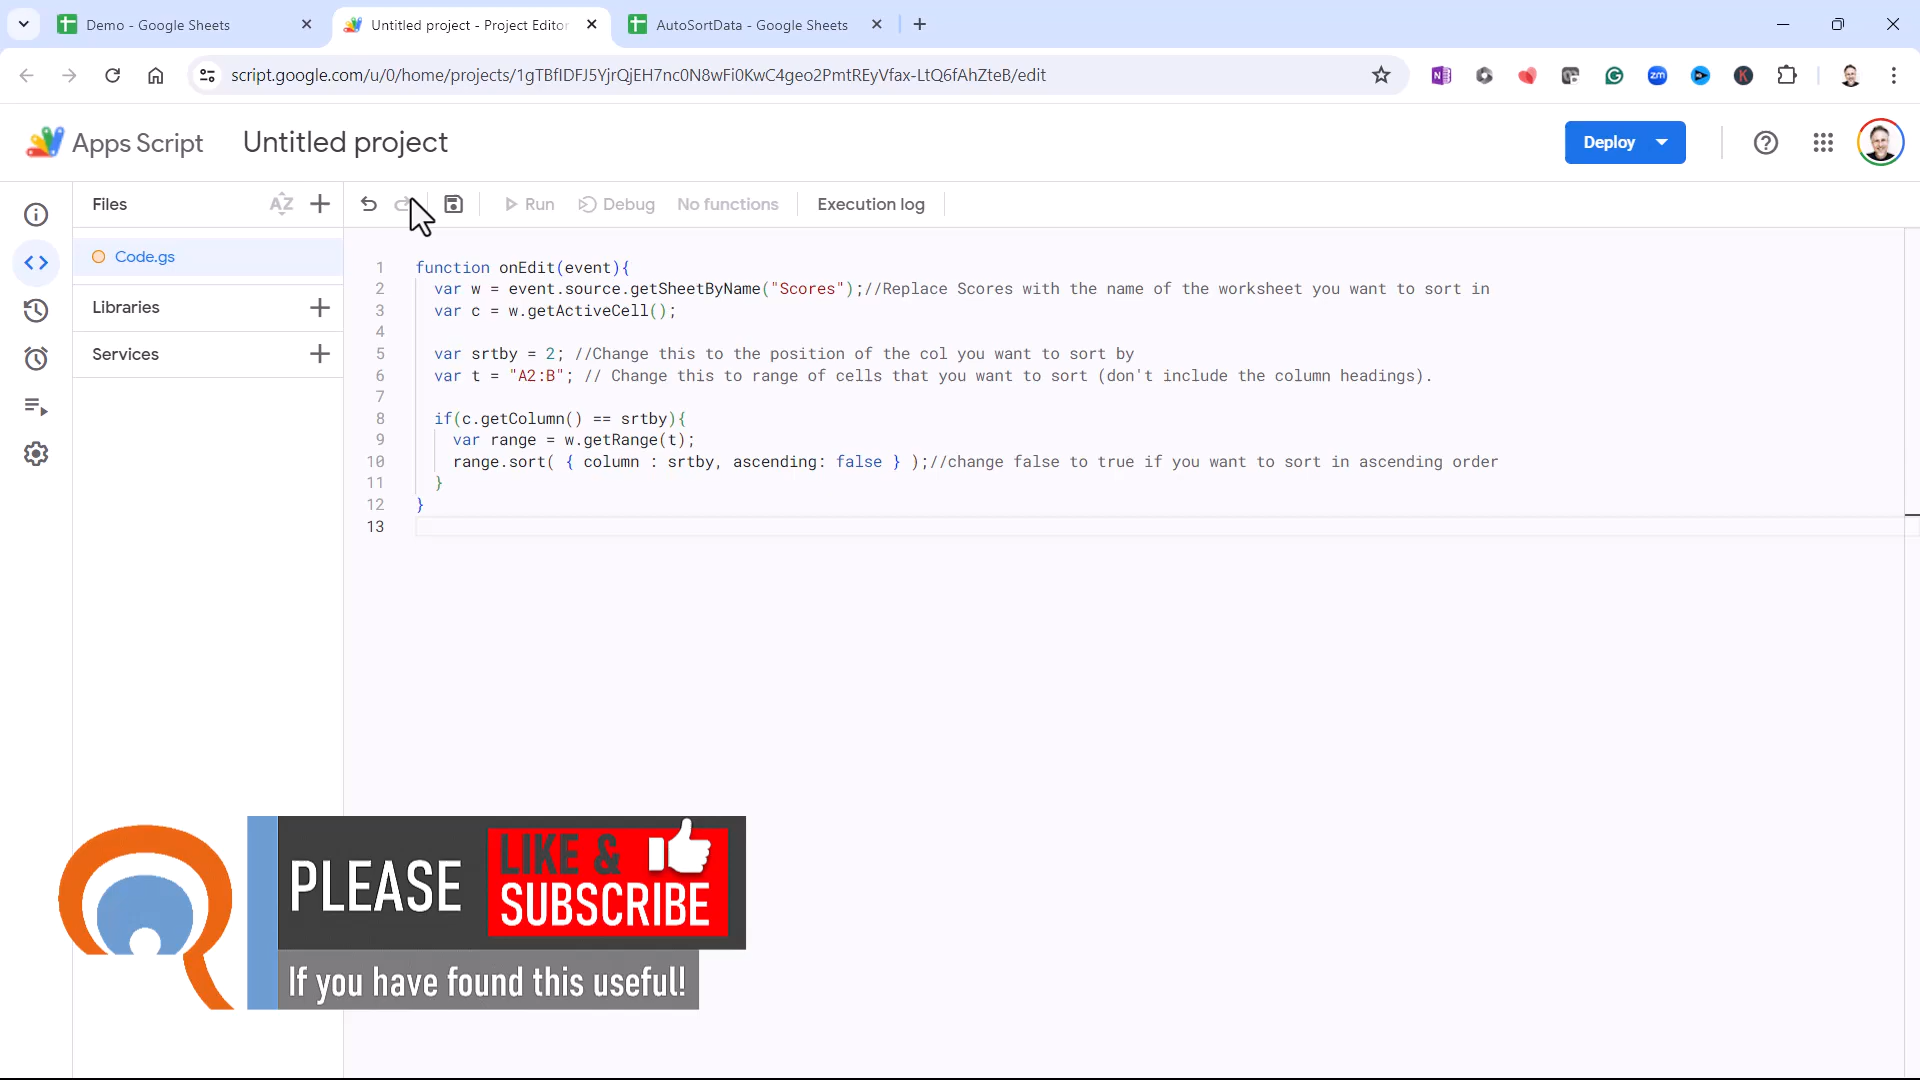 Demo - Google Sheets
Untitled project - Project Editor
AutoSortData - Google Sheets
script.google.com/u/0/home/projects/1gTBfIDFJ5YjrQjEH7nc0N8wFi0KwC4geo2PmtREyVfax-LtQ6fAhZteB/edit
Apps Script
Untitled project
Deploy
Files
AZ
Run
Debug
No functions
Execution log
Code.gs
Libraries
Services
1 function onEdit(event){
2 var w = event.source.getSheetByName("Scores");//Replace Scores with the name of the worksheet you want to sort in
3 var c = w.getActiveCell();
4
5 var srtby = 2; //Change this to the position of the col you want to sort by
6 var t = "A2:B"; // Change this to range of cells that you want to sort (don't include the column headings).
7
8 if(c.getColumn() == srtby){
9 var range = w.getRange(t);
10 range.sort( { column : srtby, ascending: false } );//change false to true if you want to sort in ascending order
11 }
12 }
13
PLEASE
LIKE &
SUBSCRIBE
If you have found this useful!